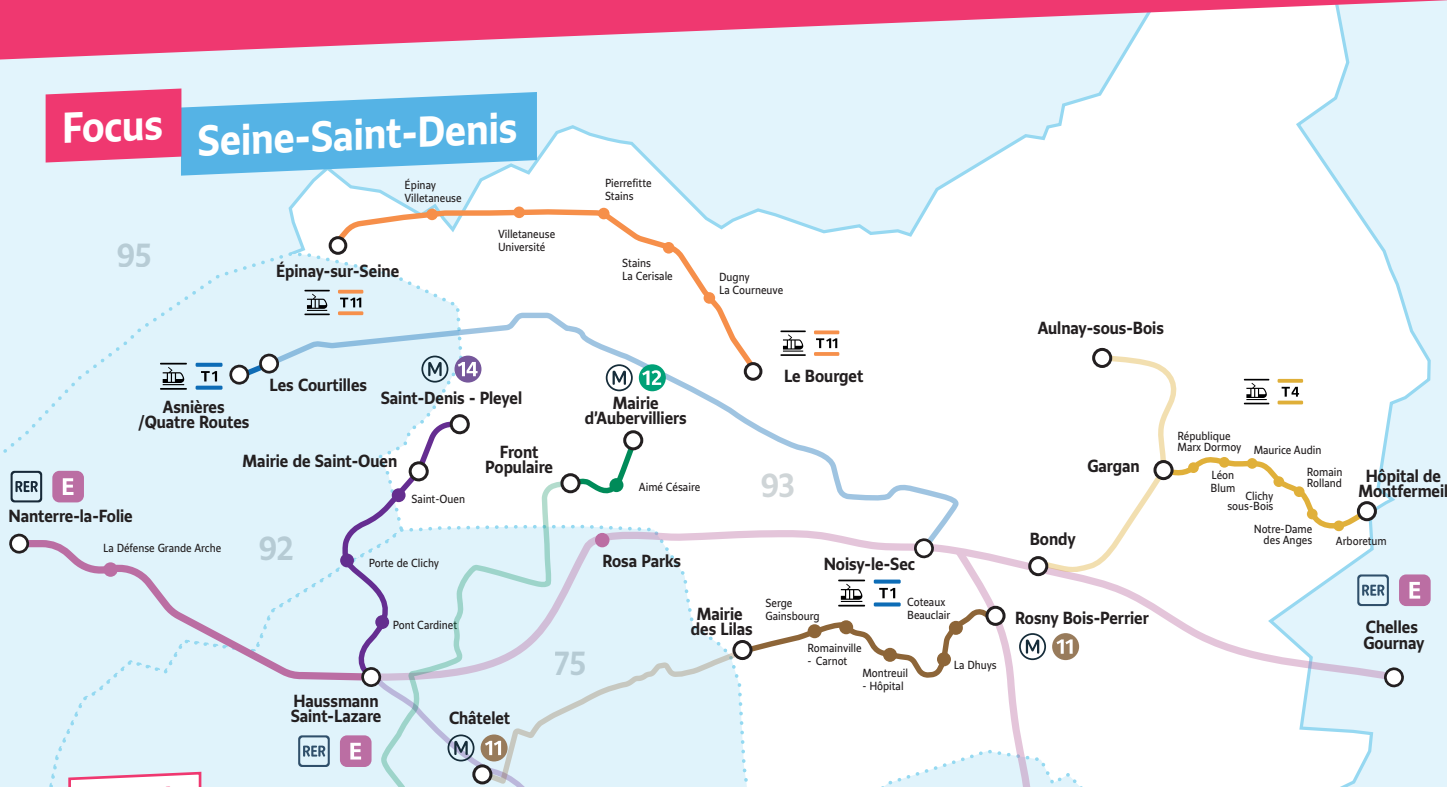 Focus
Seine-Saint-Denis
95
Épinay
Villetaneuse
Pierrefitte
Stains
Villetaneuse
Université
Stains
La Cerisale
Dugny
La Courneuve
Épinay-sur-Seine
T11
T11
Le Bourget
Aulnay-sous-Bois
T4
T1
Asnières
/Quatre Routes
Les Courtilles
M 14
Saint-Denis - Pleyel
M 12
Mairie
d'Aubervilliers
Mairie de Saint-Ouen
Saint-Ouen
Front
Populaire
Aimé Césaire
93
Gargan
République
Marx Dormoy
Léon
Blum
Maurice Audin
Clichy
sous-Bois
Romain
Rolland
Notre-Dame
des Anges
Arboretum
Hôpital de
Montfermeil
RER E
Nanterre-la-Folie
La Défense Grande Arche
92
Porte de Clichy
Pont Cardinet
Rosa Parks
Noisy-le-Sec
T1
Bondy
RER E
Chelles
Gournay
Mairie
des Lilas
Serge
Gainsbourg
Romainville
- Carnot
Montreuil
- Hôpital
Coteaux
Beauclair
La Dhuys
Rosny Bois-Perrier
M 11
75
Haussmann
Saint-Lazare
RER E
Châtelet
M 11